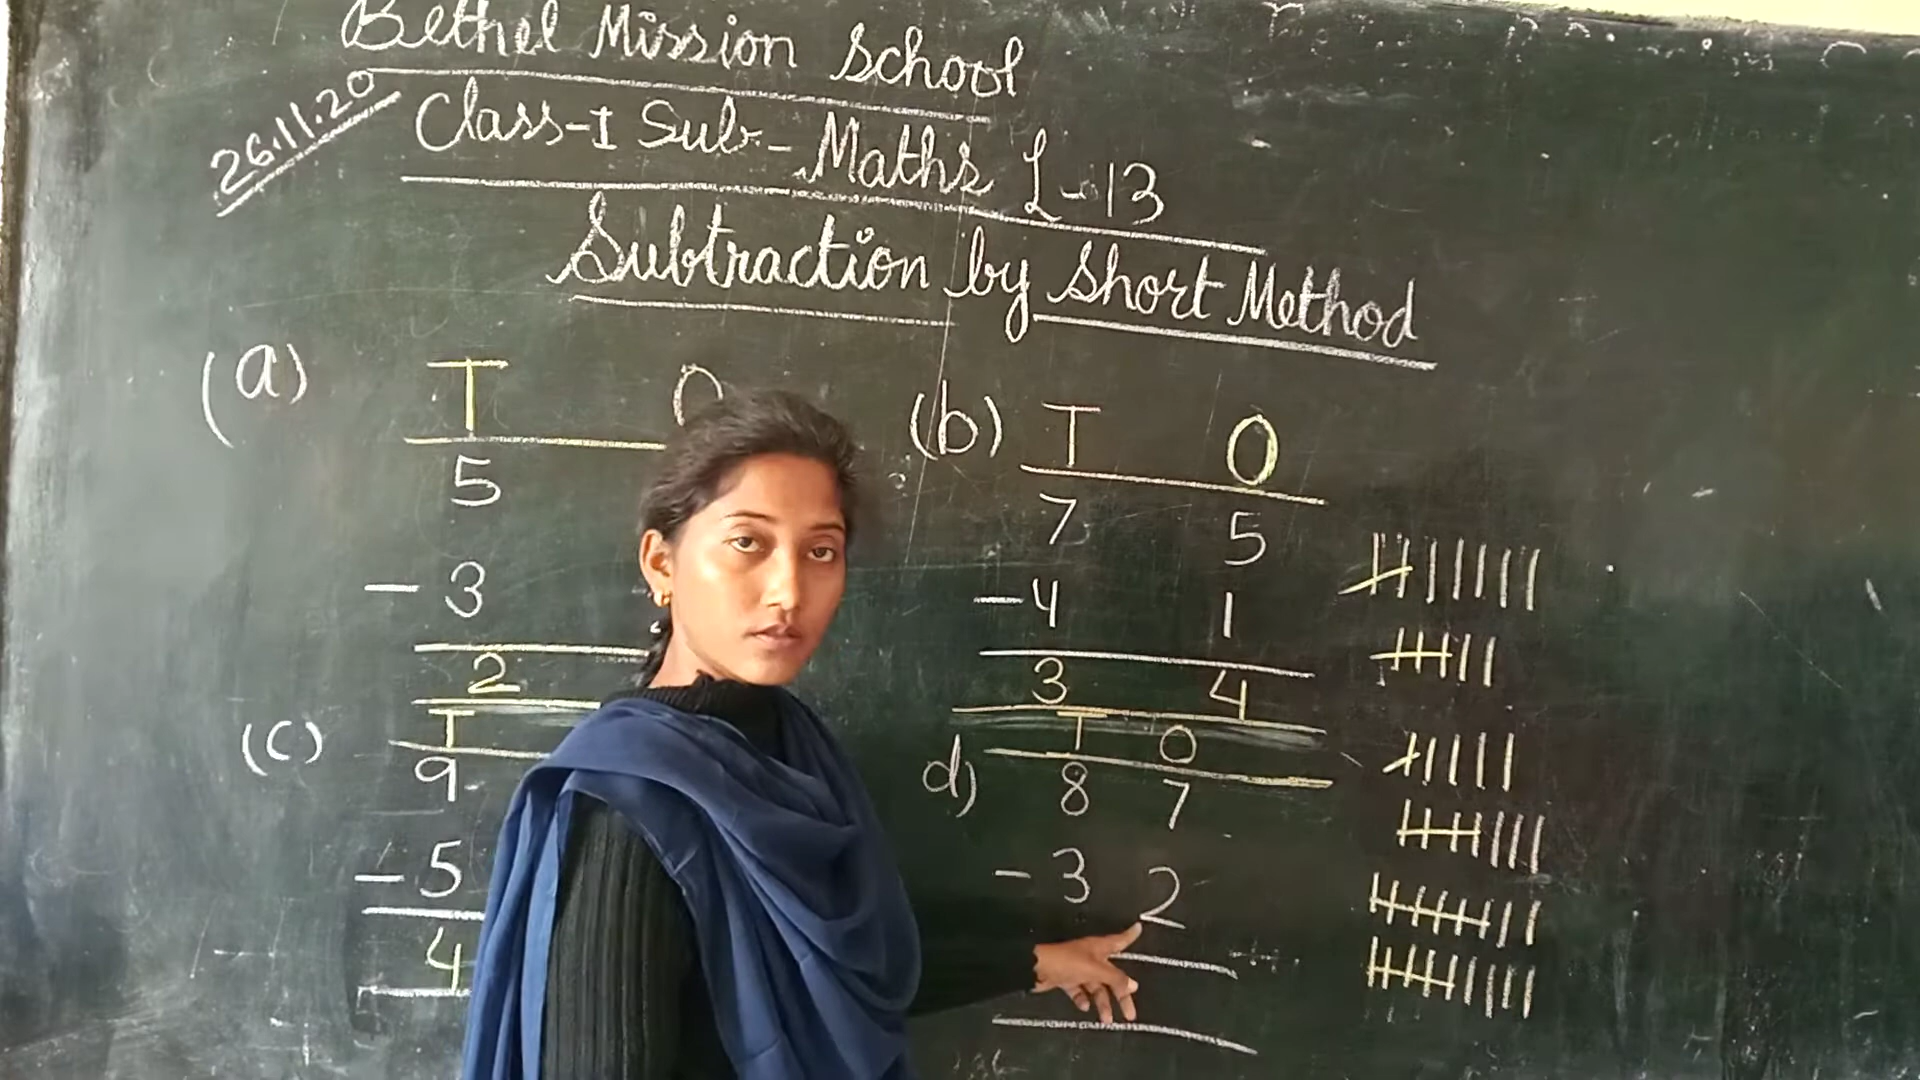 Bethel Mission School
26.11.20
Class-I Sub.- Maths L-13
Subtraction by Short Method
(a) T O
5
- 3
2
(b) T O
7 5
- 4 1
3 4
(c) T
9
- 5
4
d) T O
8 7
- 3 2